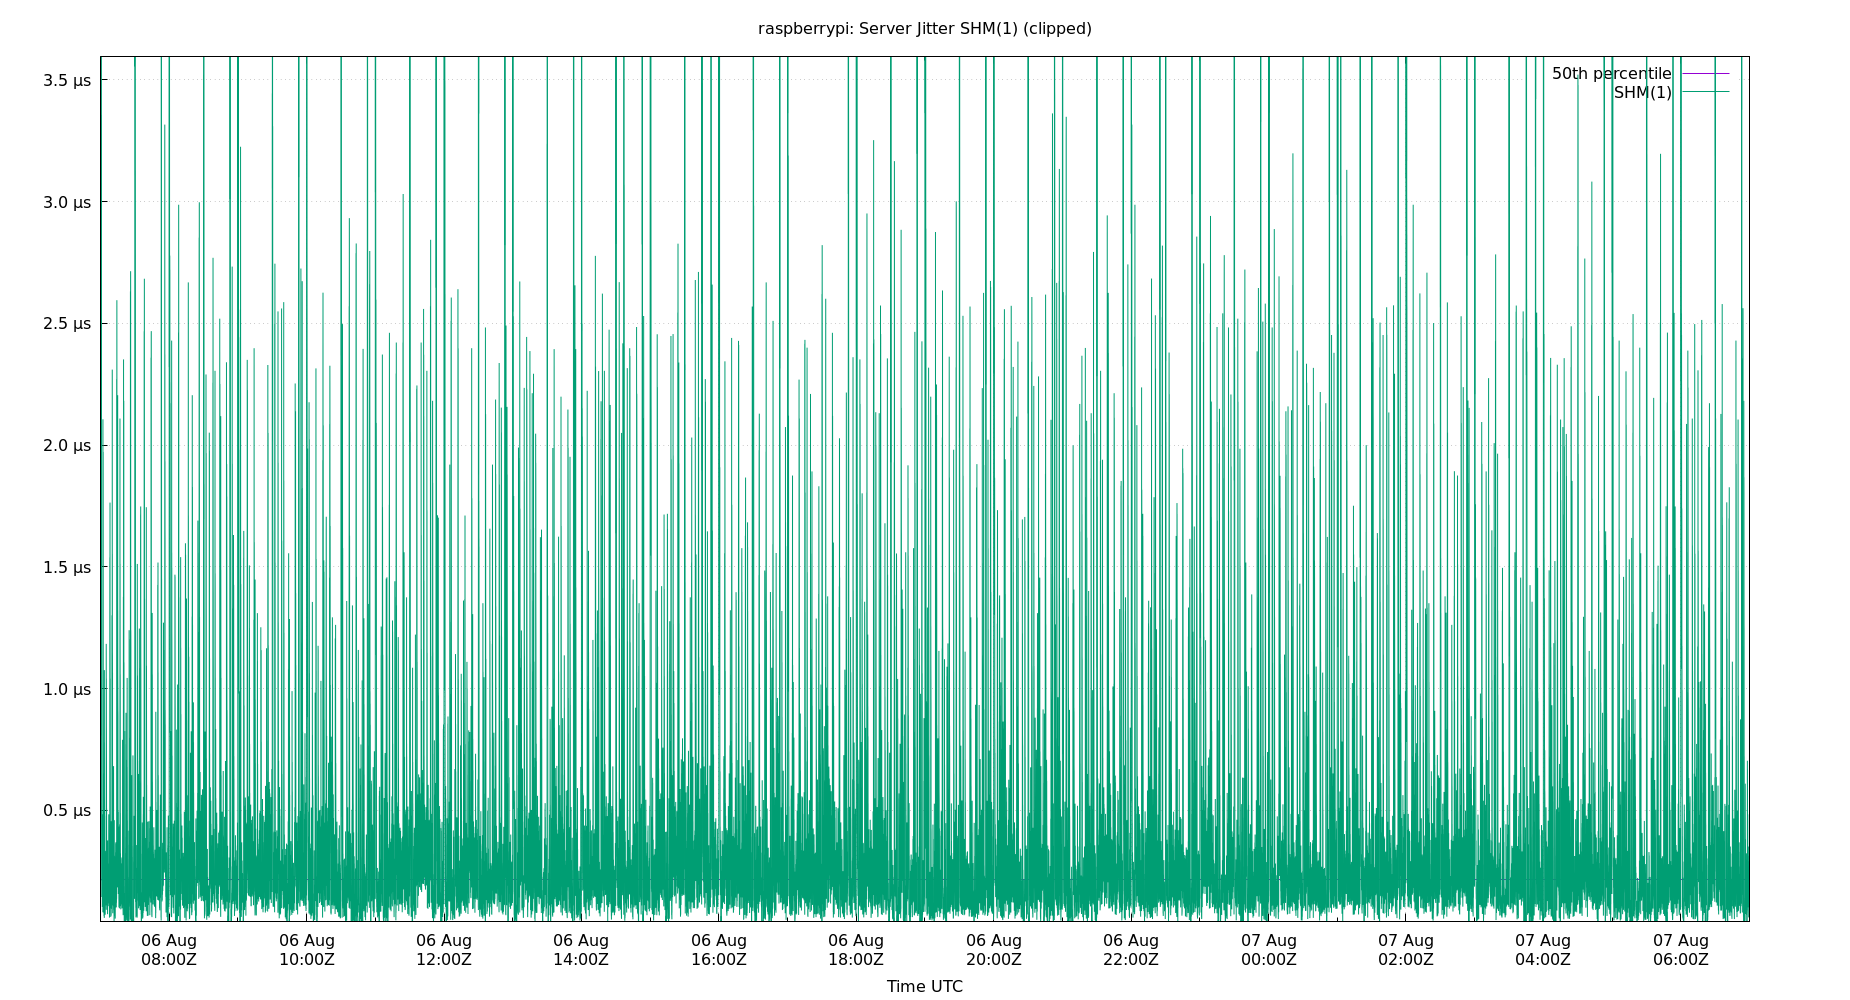 raspberrypi: Server Jitter SHM(1) (clipped)
3.5 µs
3.0 µs
2.5 µs
2.0 µs
1.5 µs
1.0 µs
0.5 µs
50th percentile
SHM(1)
06 Aug 06 Aug 06 Aug 06 Aug 06 Aug 06 Aug 06 Aug 06 Aug 07 Aug 07 Aug 07 Aug 07 Aug
08:00Z 10:00Z 12:00Z 14:00Z 16:00Z 18:00Z 20:00Z 22:00Z 00:00Z 02:00Z 04:00Z 06:00Z
Time UTC